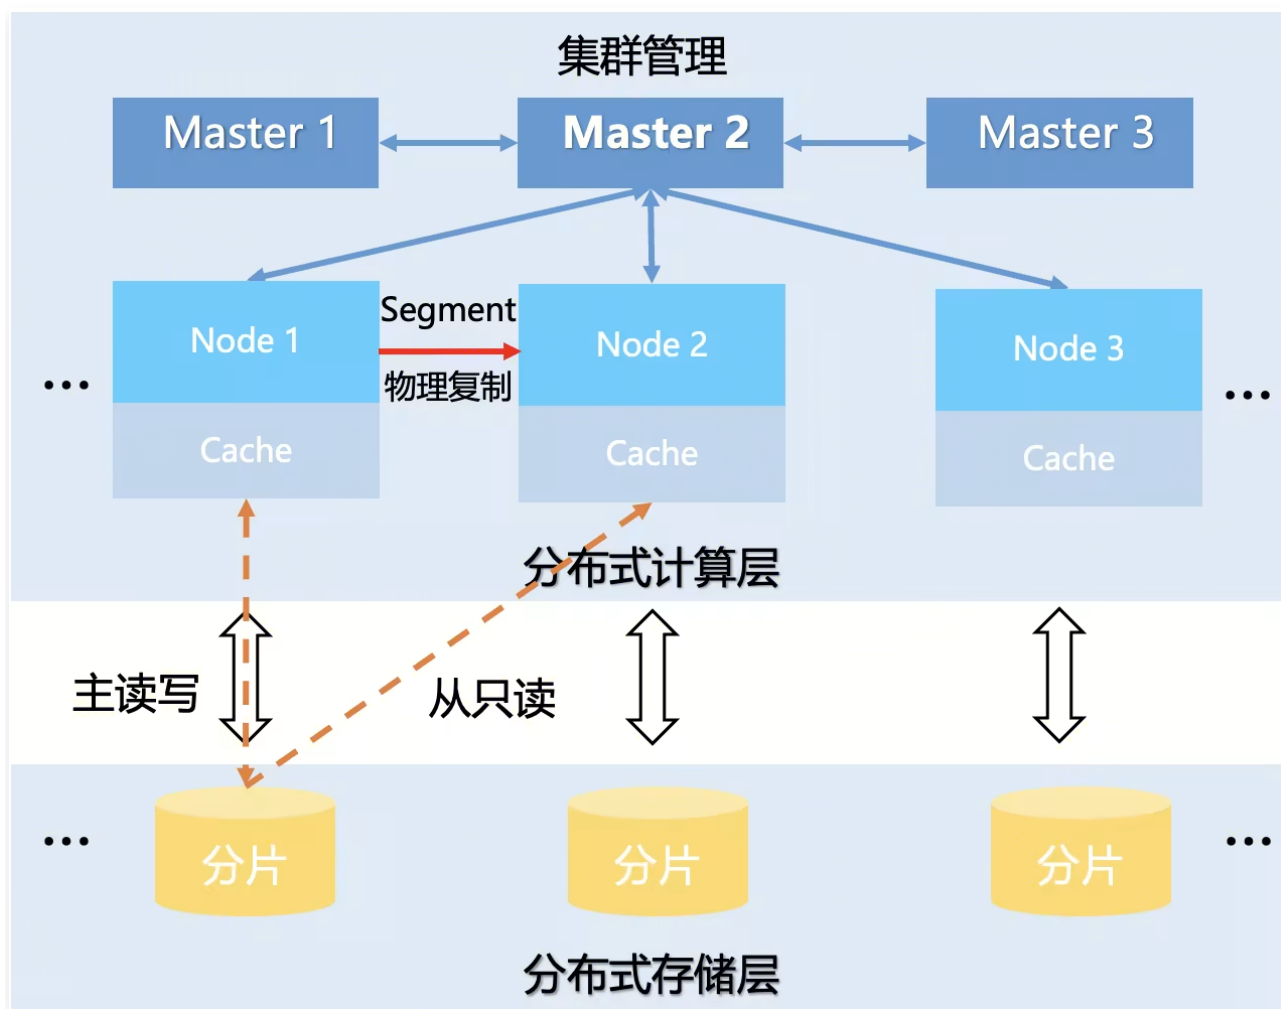 集群管理
Master 1
Master 2
Master 3
Segment
物理复制
Node 1
Node 2
Node 3
...
...
Cache
Cache
Cache
分布式计算层
主读写
从只读
...
...
分片
分片
分片
分布式存储层